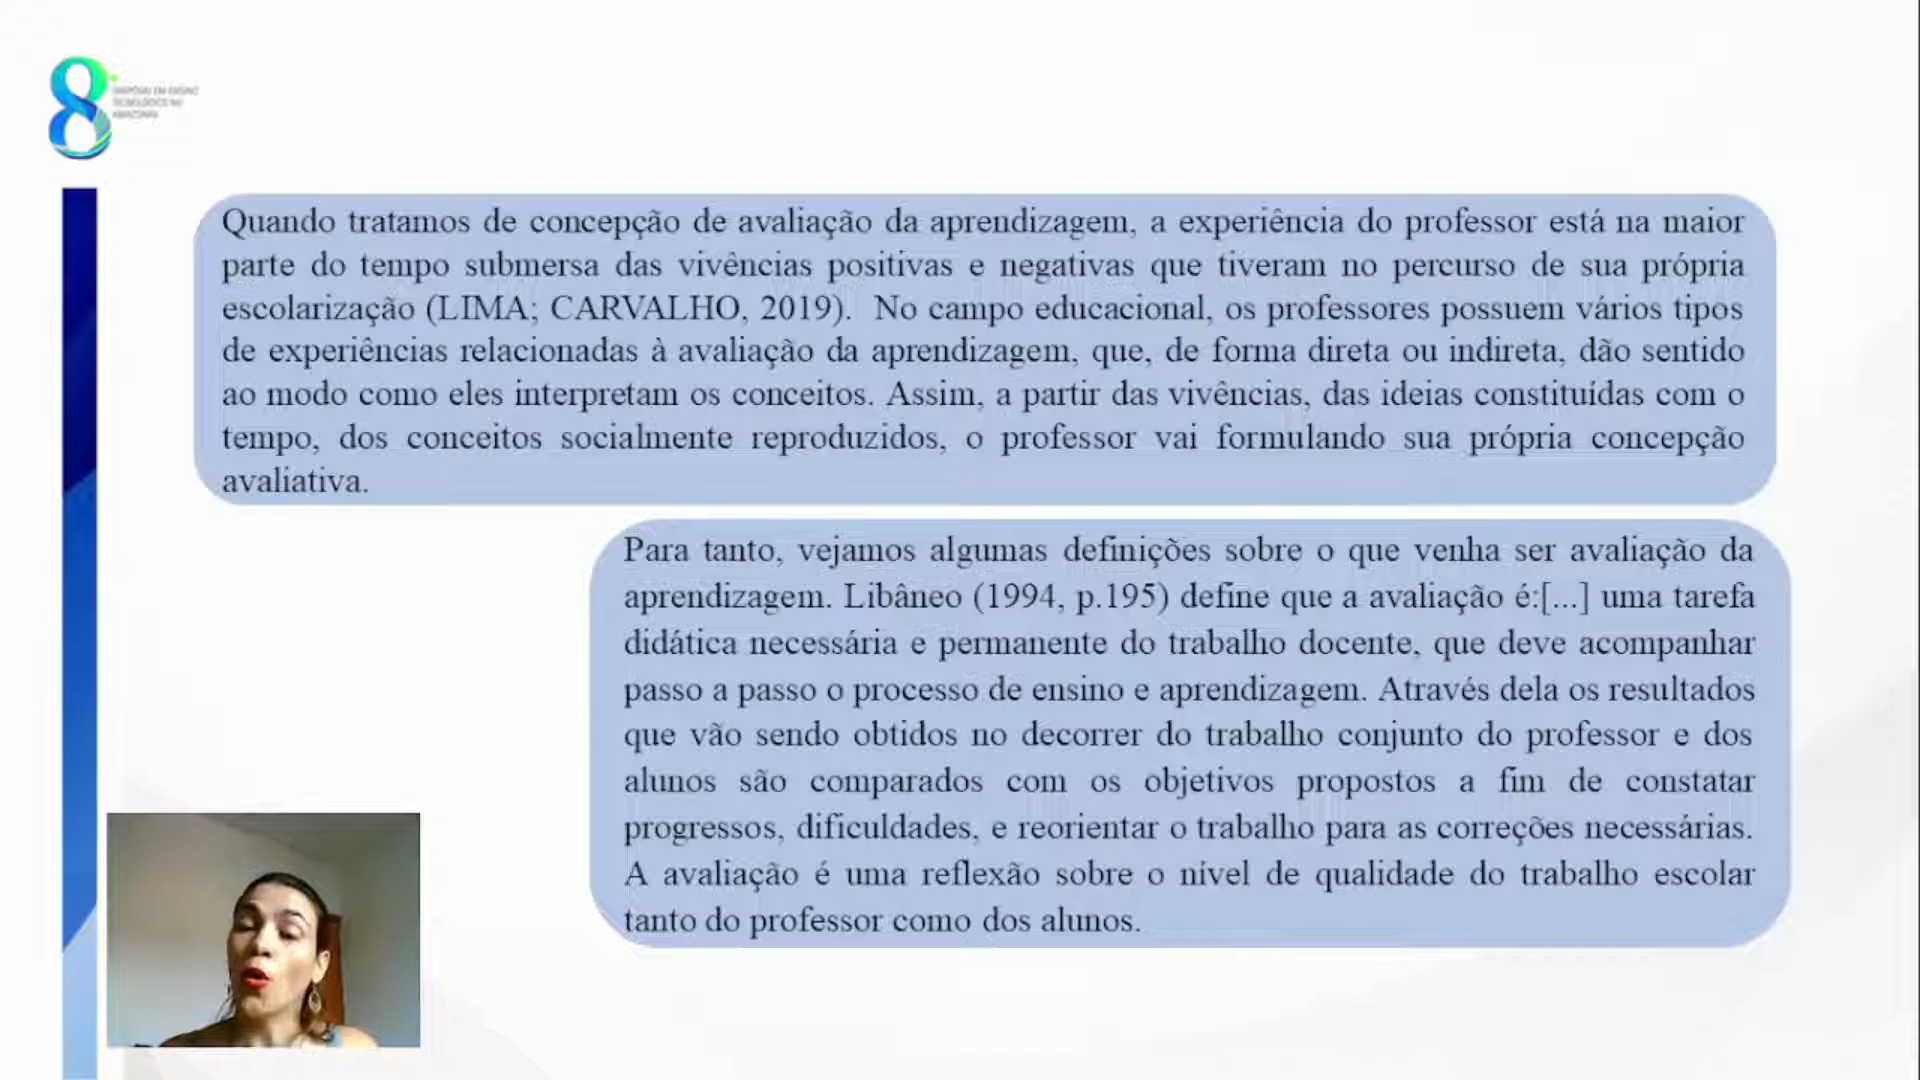 8
SIMPÓSIO EM ENSINO
TECNOLÓGICO NO
AMAZONAS
Quando tratamos de concepção de avaliação da aprendizagem, a experiência do professor está na maior
parte do tempo submersa das vivências positivas e negativas que tiveram no percurso de sua própria
escolarização (LIMA; CARVALHO, 2019). No campo educacional, os professores possuem vários tipos
de experiências relacionadas à avaliação da aprendizagem, que, de forma direta ou indireta, dão sentido
ao modo como eles interpretam os conceitos. Assim, a partir das vivências, das ideias constituídas com o
tempo, dos conceitos socialmente reproduzidos, o professor vai formulando sua própria concepção
avaliativa.
Para tanto, vejamos algumas definições sobre o que venha ser avaliação da
aprendizagem. Libâneo (1994, p.195) define que a avaliação é:[...] uma tarefa
didática necessária e permanente do trabalho docente, que deve acompanhar
passo a passo o processo de ensino e aprendizagem. Através dela os resultados
que vão sendo obtidos no decorrer do trabalho conjunto do professor e dos
alunos são comparados com os objetivos propostos a fim de constatar
progressos, dificuldades, e reorientar o trabalho para as correções necessárias.
A avaliação é uma reflexão sobre o nível de qualidade do trabalho escolar
tanto do professor como dos alunos.